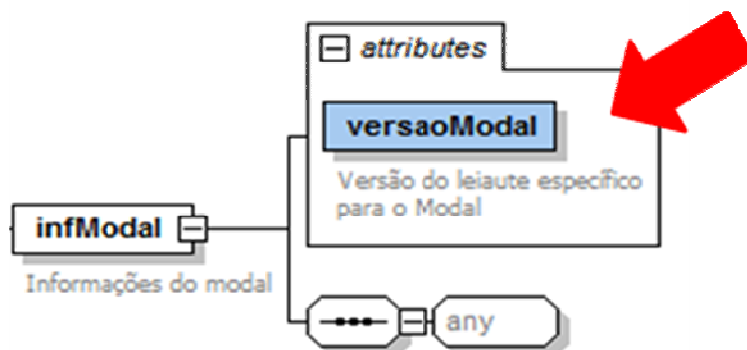 attributes
versaoModal
Versão do leiaute específico
para o Modal
infModal
Informações do modal
any